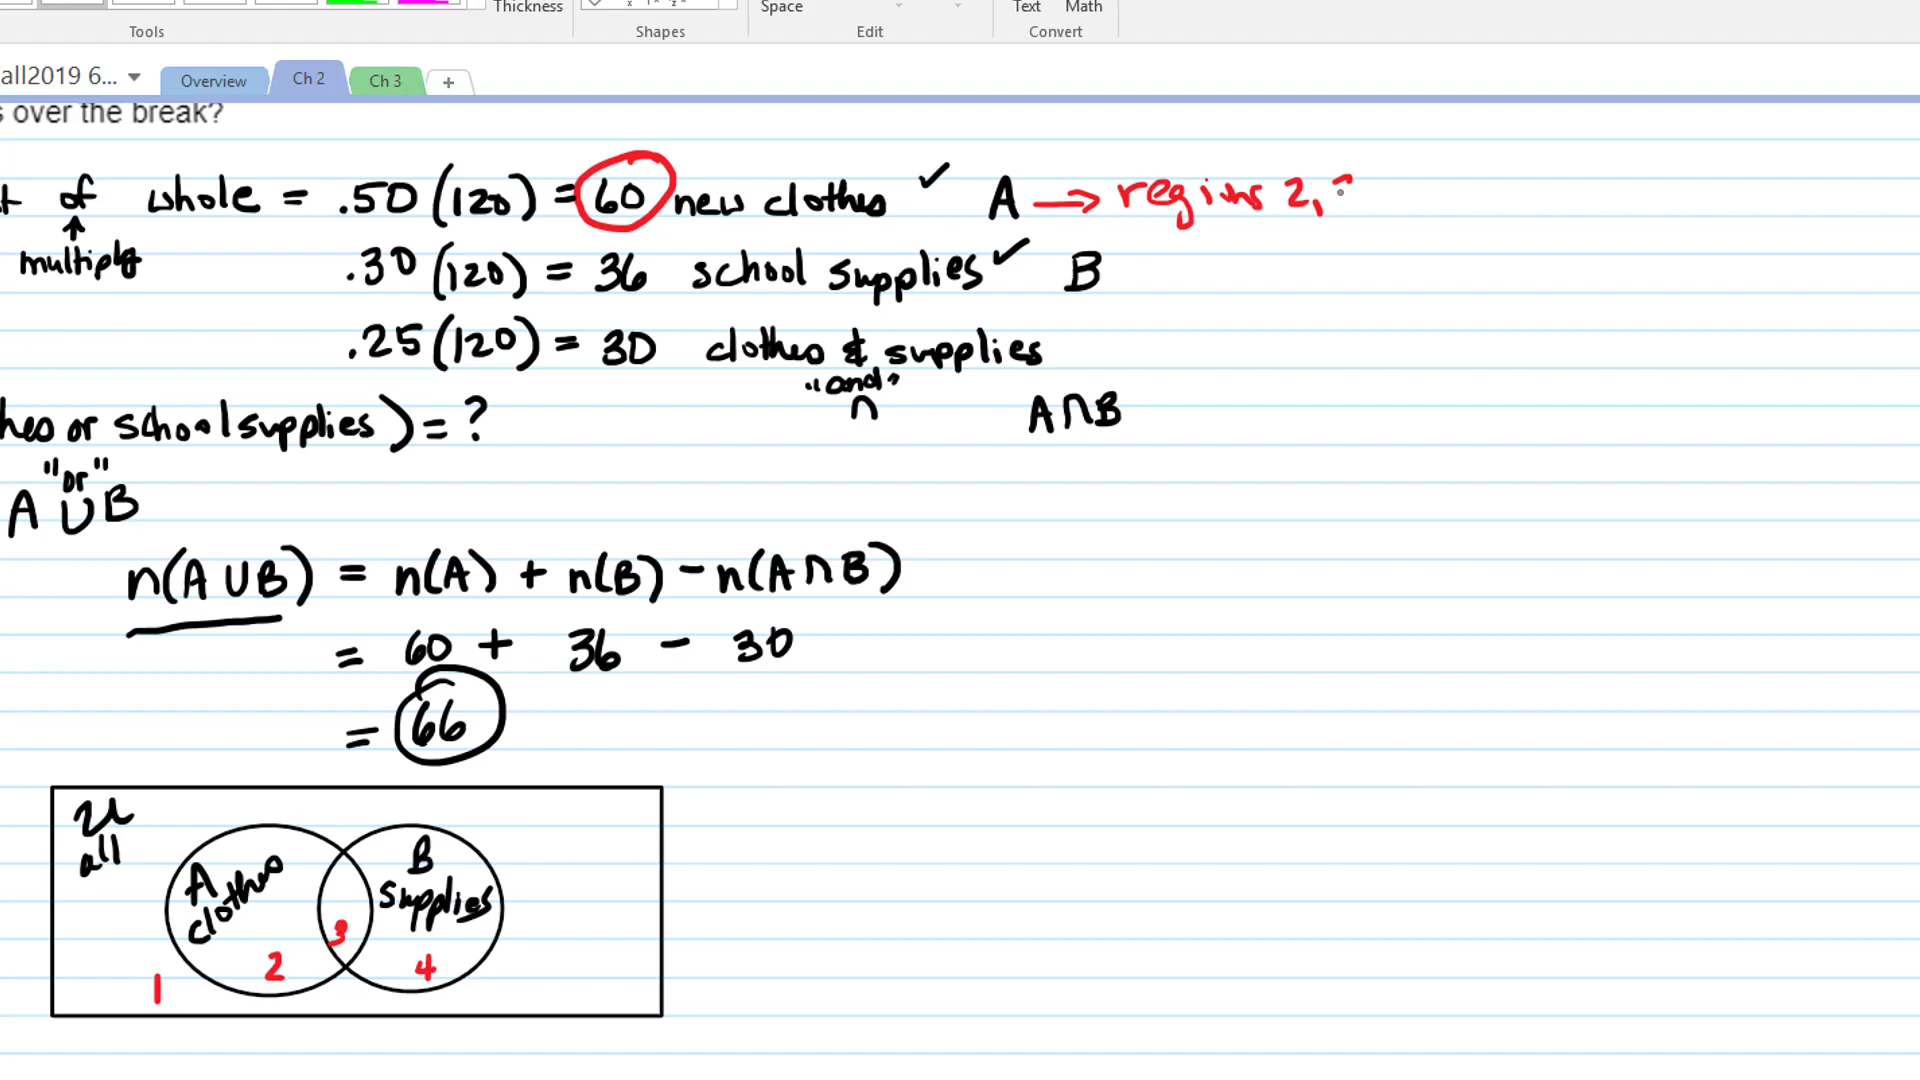 Thickness Space Text Math
Tools Shapes Edit Convert
all2019 6... Overview Ch 2 Ch 3 +
s over the break?
of whole = .50 (120) = 60 new clothes ✓ A → regions 2,
multiply
.30 (120) = 36 school supplies ✓ B
.25 (120) = 30 clothes & supplies
"and"
∩ A∩B
hes or school supplies) = ?
"or"
A ∪ B
n(A ∪ B) = n(A) + n(B) - n(A ∩ B)
= 60 + 36 - 30
= 66
U
all
A clothes
B supplies
1 2 3 4